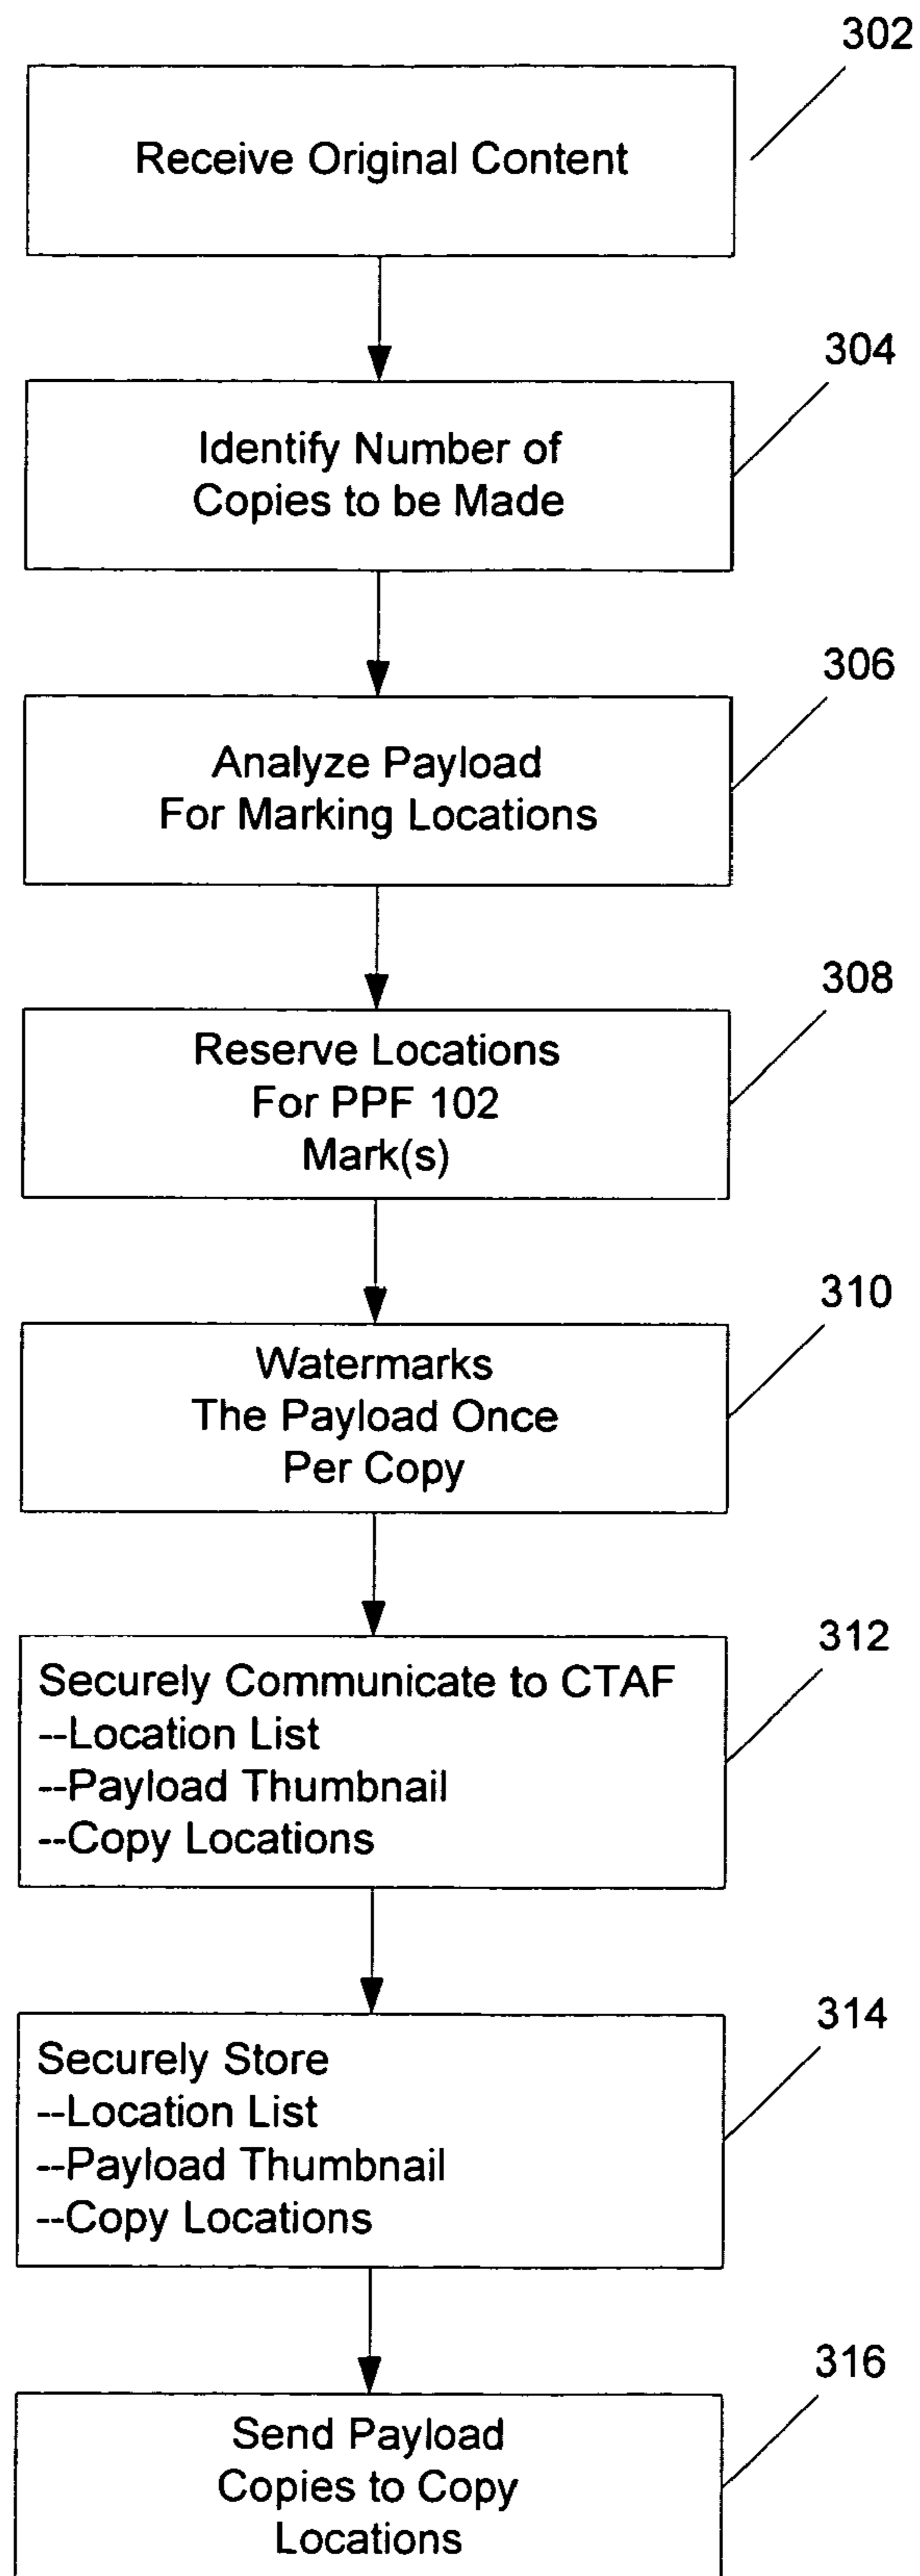 302
Receive Original Content
304
Identify Number of
Copies to be Made
306
Analyze Payload
For Marking Locations
308
Reserve Locations
For PPF 102
Mark(s)
310
Watermarks
The Payload Once
Per Copy
312
Securely Communicate to CTAF
--Location List
--Payload Thumbnail
--Copy Locations
314
Securely Store
--Location List
--Payload Thumbnail
--Copy Locations
316
Send Payload
Copies to Copy
Locations